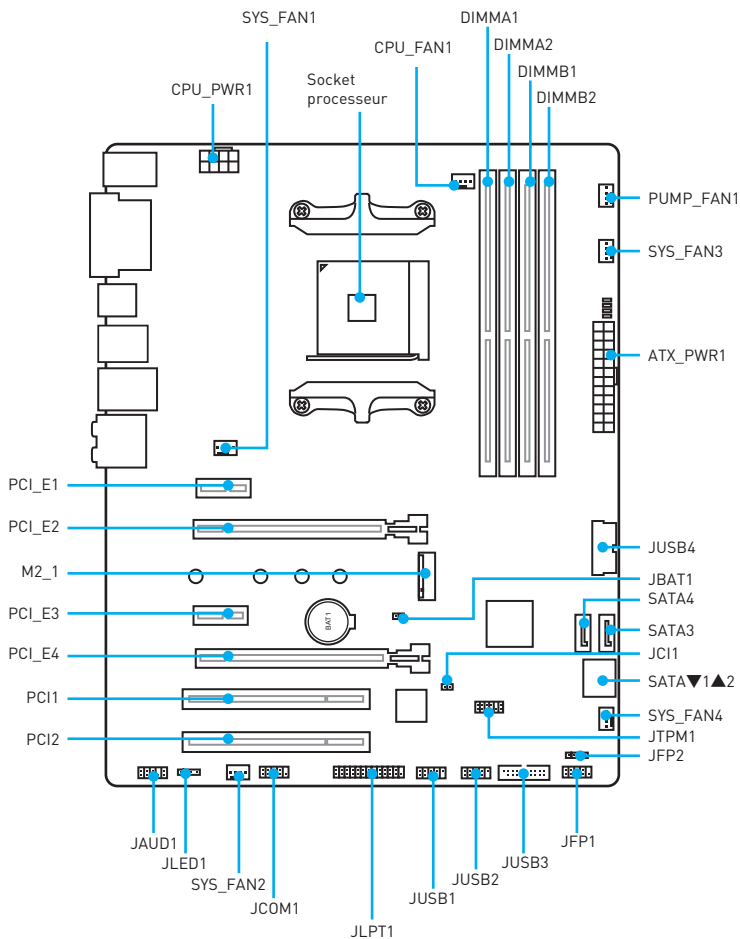 SYS_FAN1
DIMMA1
CPU_FAN1
DIMMA2
DIMMB1
DIMMB2
CPU_PWR1
Socket
processeur
PUMP_FAN1
SYS_FAN3
ATX_PWR1
PCI_E1
PCI_E2
M2_1
PCI_E3
PCI_E4
PCI1
PCI2
BAT1
JUSB4
JBAT1
SATA4
SATA3
JCI1
SATA▼1▲2
SYS_FAN4
JTPM1
JFP2
JAUD1
JLED1
SYS_FAN2
JCOM1
JLPT1
JUSB1
JUSB2
JUSB3
JFP1